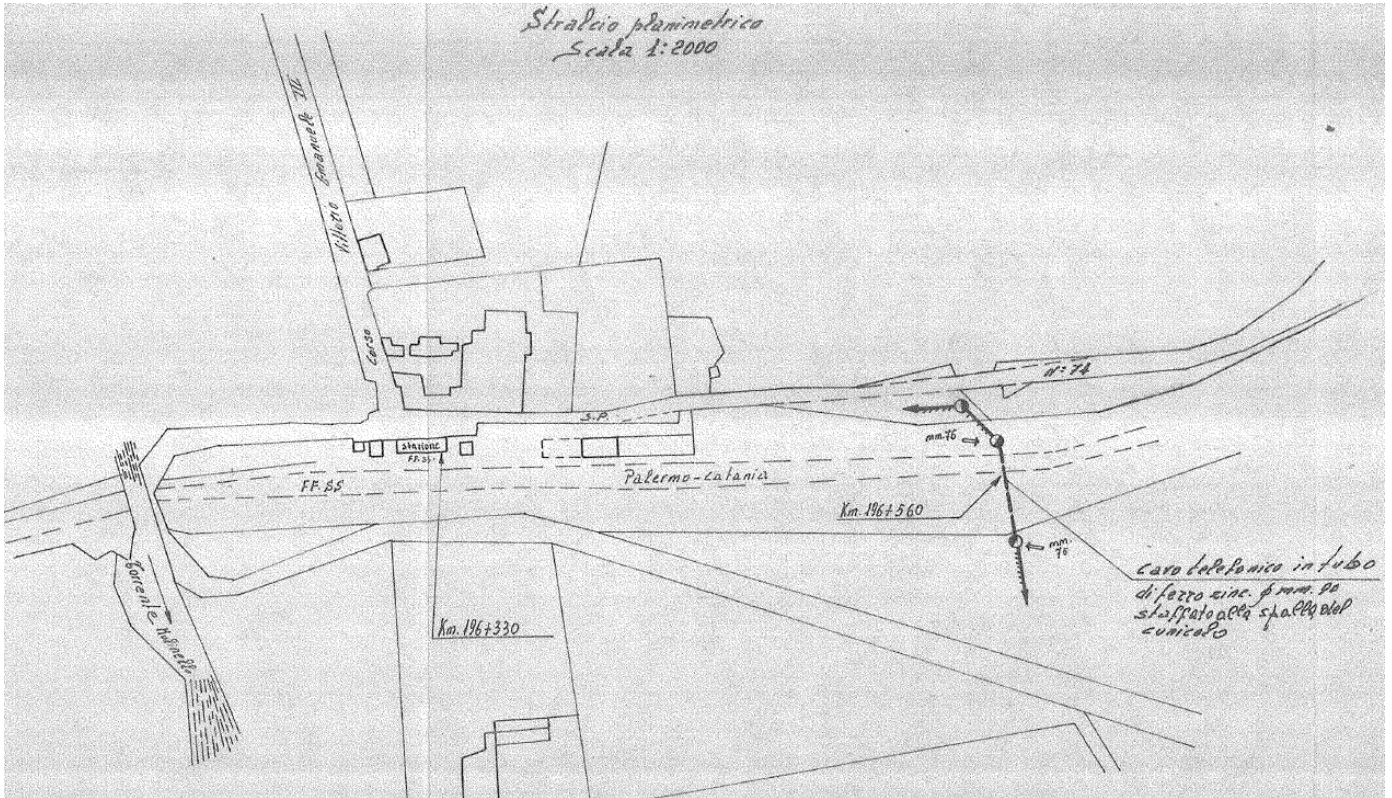 Stralcio planimetrico
Scala 1:2000
Corso Vittorio Emanuele III
n° 74
S.P.
mm. 76
stazione
FF.SS.
FF.SS
Palermo-Catania
Km. 196+560
mm.
76
cavo telefonico in tubo
di ferro zinc. φ mm. 90
staffato alla spalla del
cunicolo
Km. 196+330
Torrente